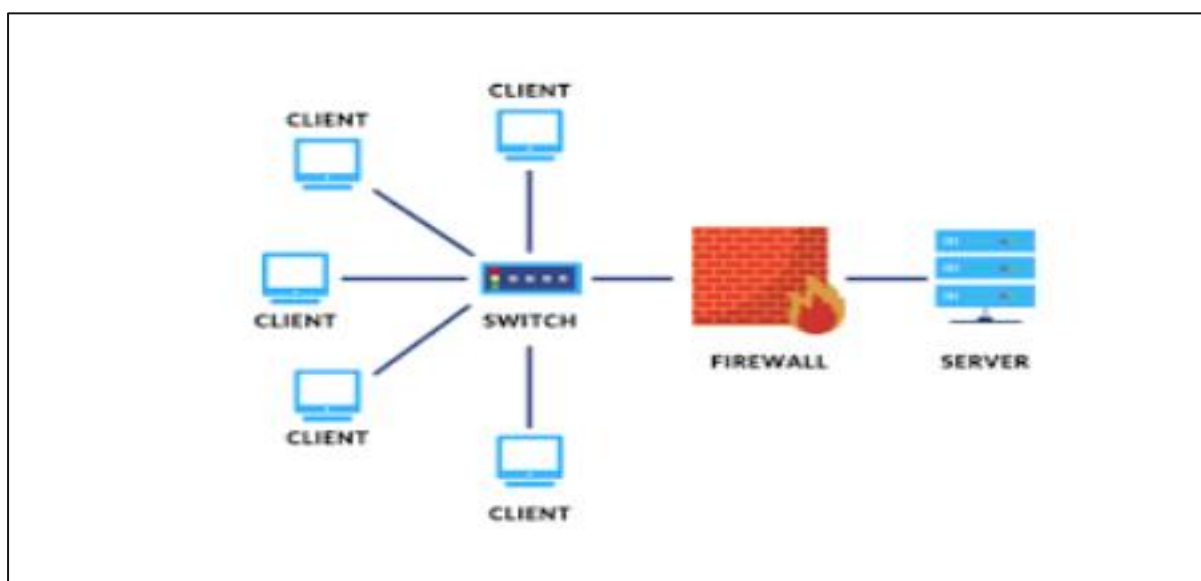 CLIENT
CLIENT
CLIENT
SWITCH
FIREWALL
SERVER
CLIENT
CLIENT